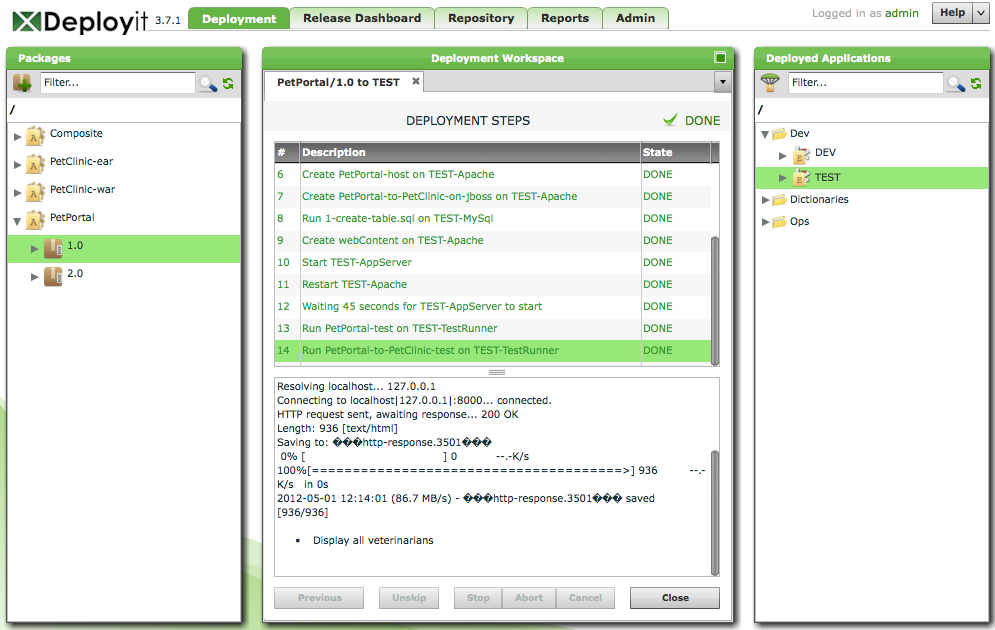 Deployit 3.7.1
Deployment
Release Dashboard
Repository
Reports
Admin
Logged in as admin
Help
Packages
Filter...
/
Composite
PetClinic-ear
PetClinic-war
PetPortal
1.0
2.0
Deployment Workspace
PetPortal/1.0 to TEST
DEPLOYMENT STEPS
DONE
# Description State
6 Create PetPortal-host on TEST-Apache DONE
7 Create PetPortal-to-PetClinic-on-jboss on TEST-Apache DONE
8 Run 1-create-table.sql on TEST-MySql DONE
9 Create webContent on TEST-Apache DONE
10 Start TEST-AppServer DONE
11 Restart TEST-Apache DONE
12 Waiting 45 seconds for TEST-AppServer to start DONE
13 Run PetPortal-test on TEST-TestRunner DONE
14 Run PetPortal-to-PetClinic-test on TEST-TestRunner DONE
Resolving localhost... 127.0.0.1
Connecting to localhost|127.0.0.1|:8000... connected.
HTTP request sent, awaiting response... 200 OK
Length: 936 [text/html]
Saving to: ���http-response.3501���
0% [ ] 0 --.-K/s
100%[======================================>] 936 --.-
K/s in 0s
2012-05-01 12:14:01 (86.7 MB/s) - ���http-response.3501��� saved
[936/936]
• Display all veterinarians
Previous
Unskip
Stop
Abort
Cancel
Close
Deployed Applications
Filter...
/
Dev
DEV
TEST
Dictionaries
Ops